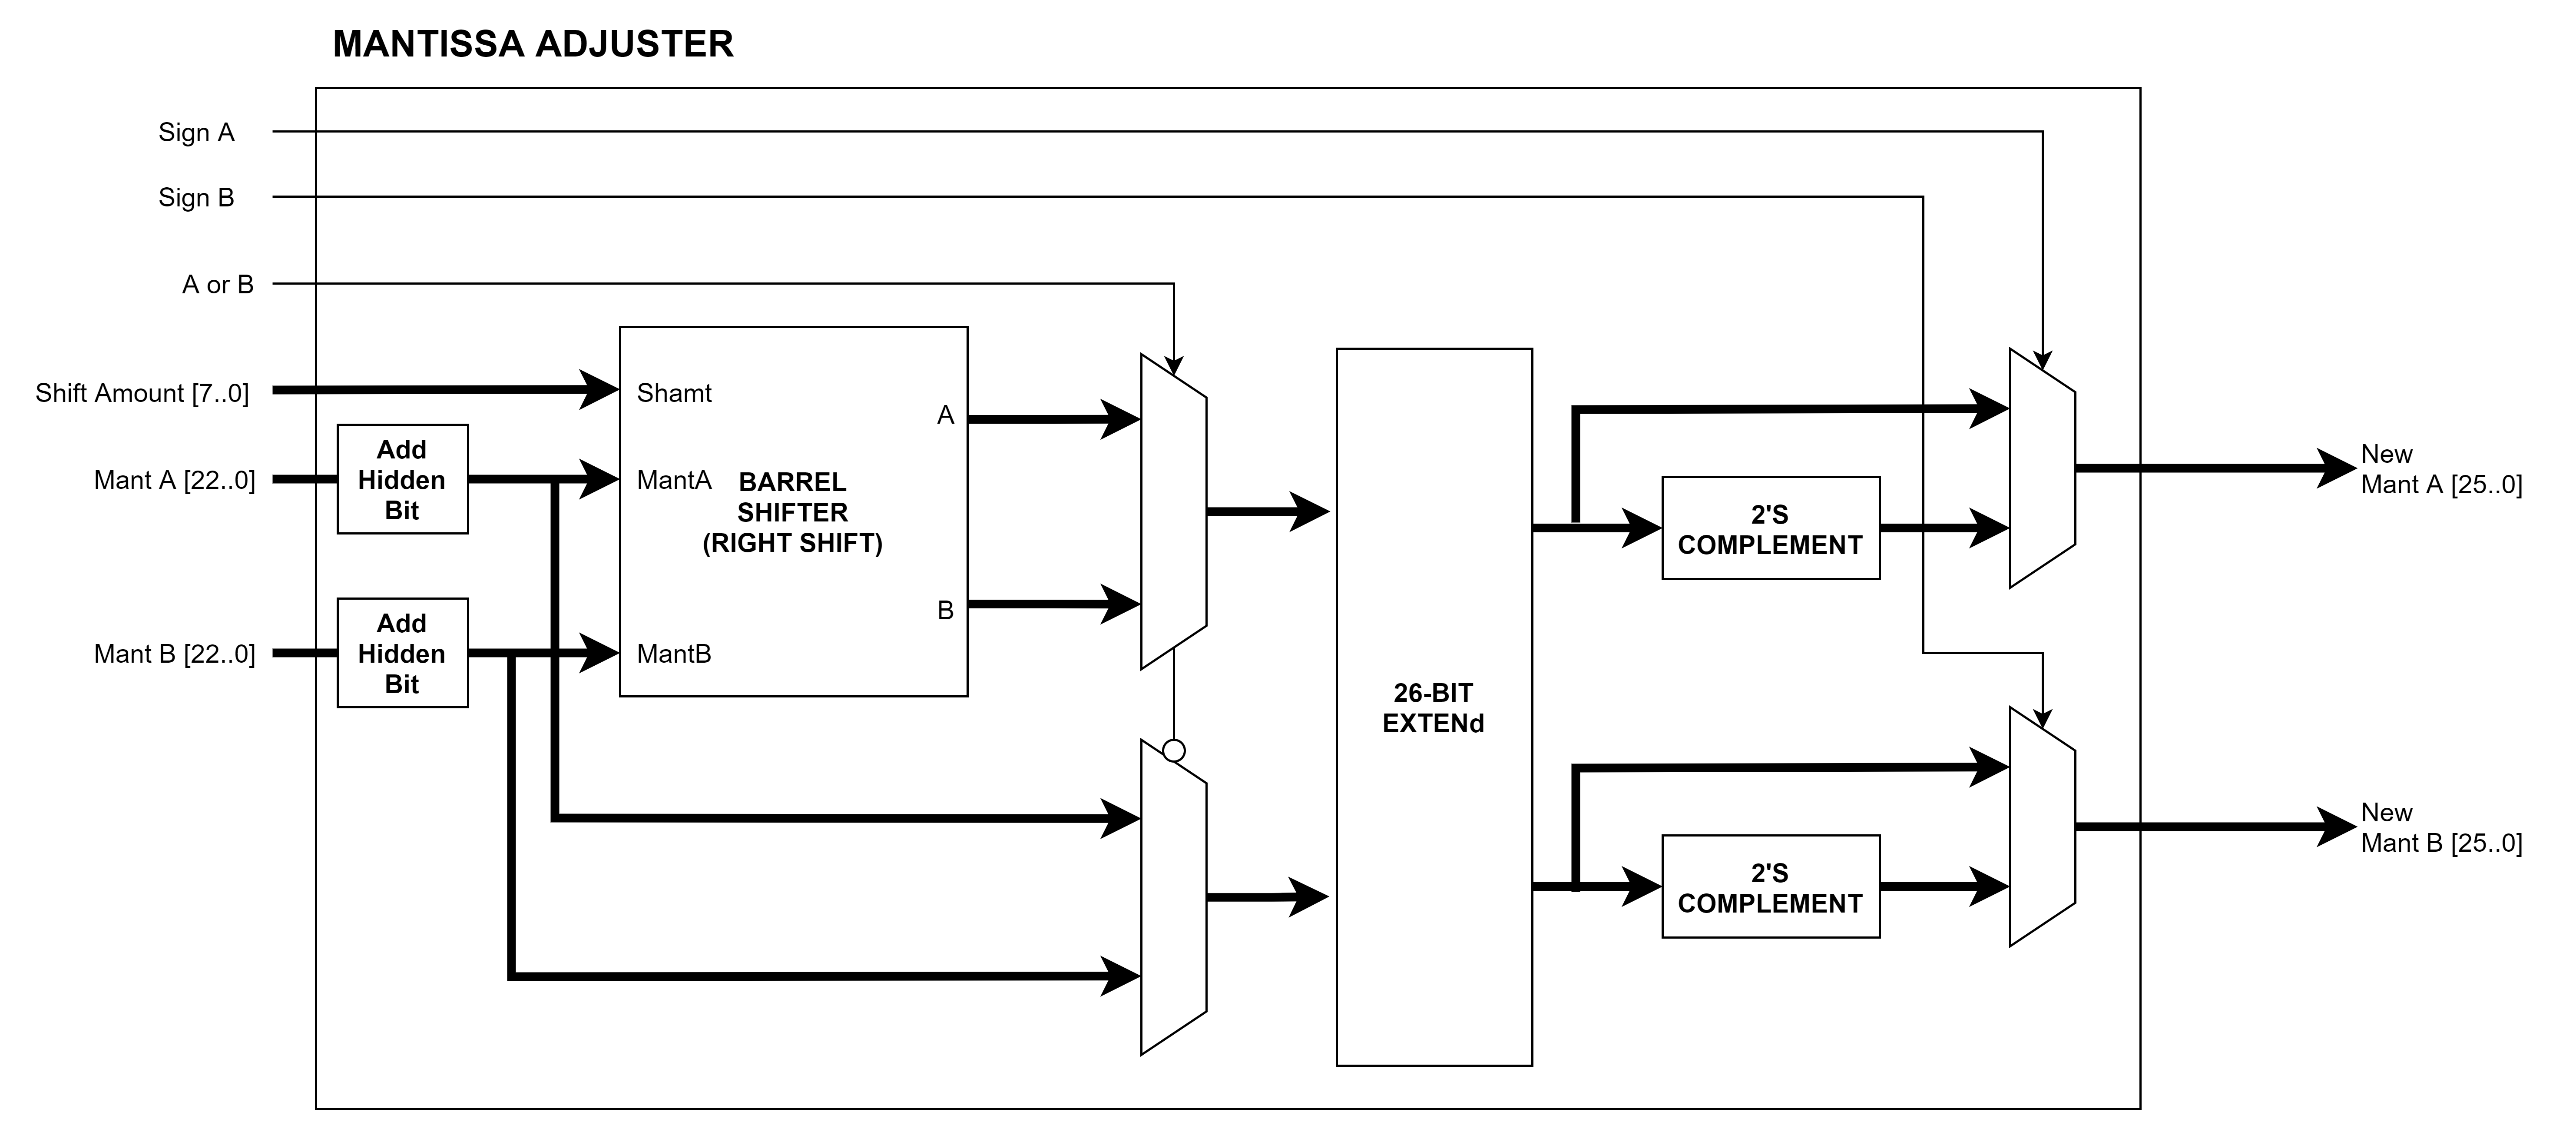 MANTISSA ADJUSTER
Sign A
Sign B
A or B
Shift Amount [7..0]
Mant A [22..0]
Mant B [22..0]
Add
Hidden
Bit
Add
Hidden
Bit
Shamt
MantA
MantB
BARREL
SHIFTER
(RIGHT SHIFT)
A
B
26-BIT
EXTENd
2'S
COMPLEMENT
2'S
COMPLEMENT
New
Mant A [25..0]
New
Mant B [25..0]